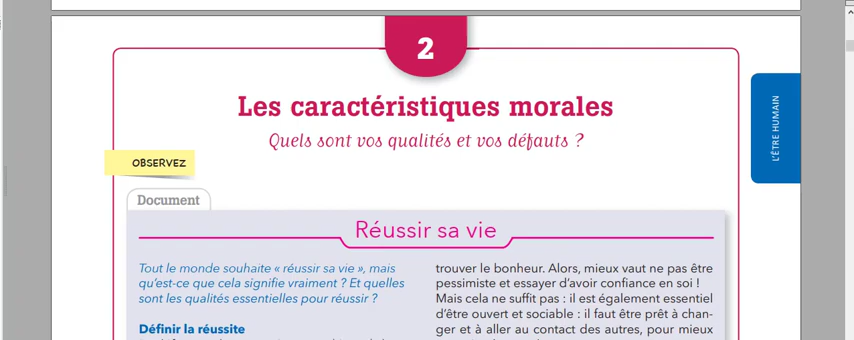 2
Les caractéristiques morales
Quels sont vos qualités et vos défauts ?
L'ÊTRE HUMAIN
OBSERVEZ
Document
Réussir sa vie
Tout le monde souhaite « réussir sa vie », mais
qu'est-ce que cela signifie vraiment ? Et quelles
sont les qualités essentielles pour réussir ?
Définir la réussite
trouver le bonheur. Alors, mieux vaut ne pas être
pessimiste et essayer d'avoir confiance en soi !
Mais cela ne suffit pas : il est également essentiel
d'être ouvert et sociable : il faut être prêt à chan-
ger et à aller au contact des autres, pour mieux